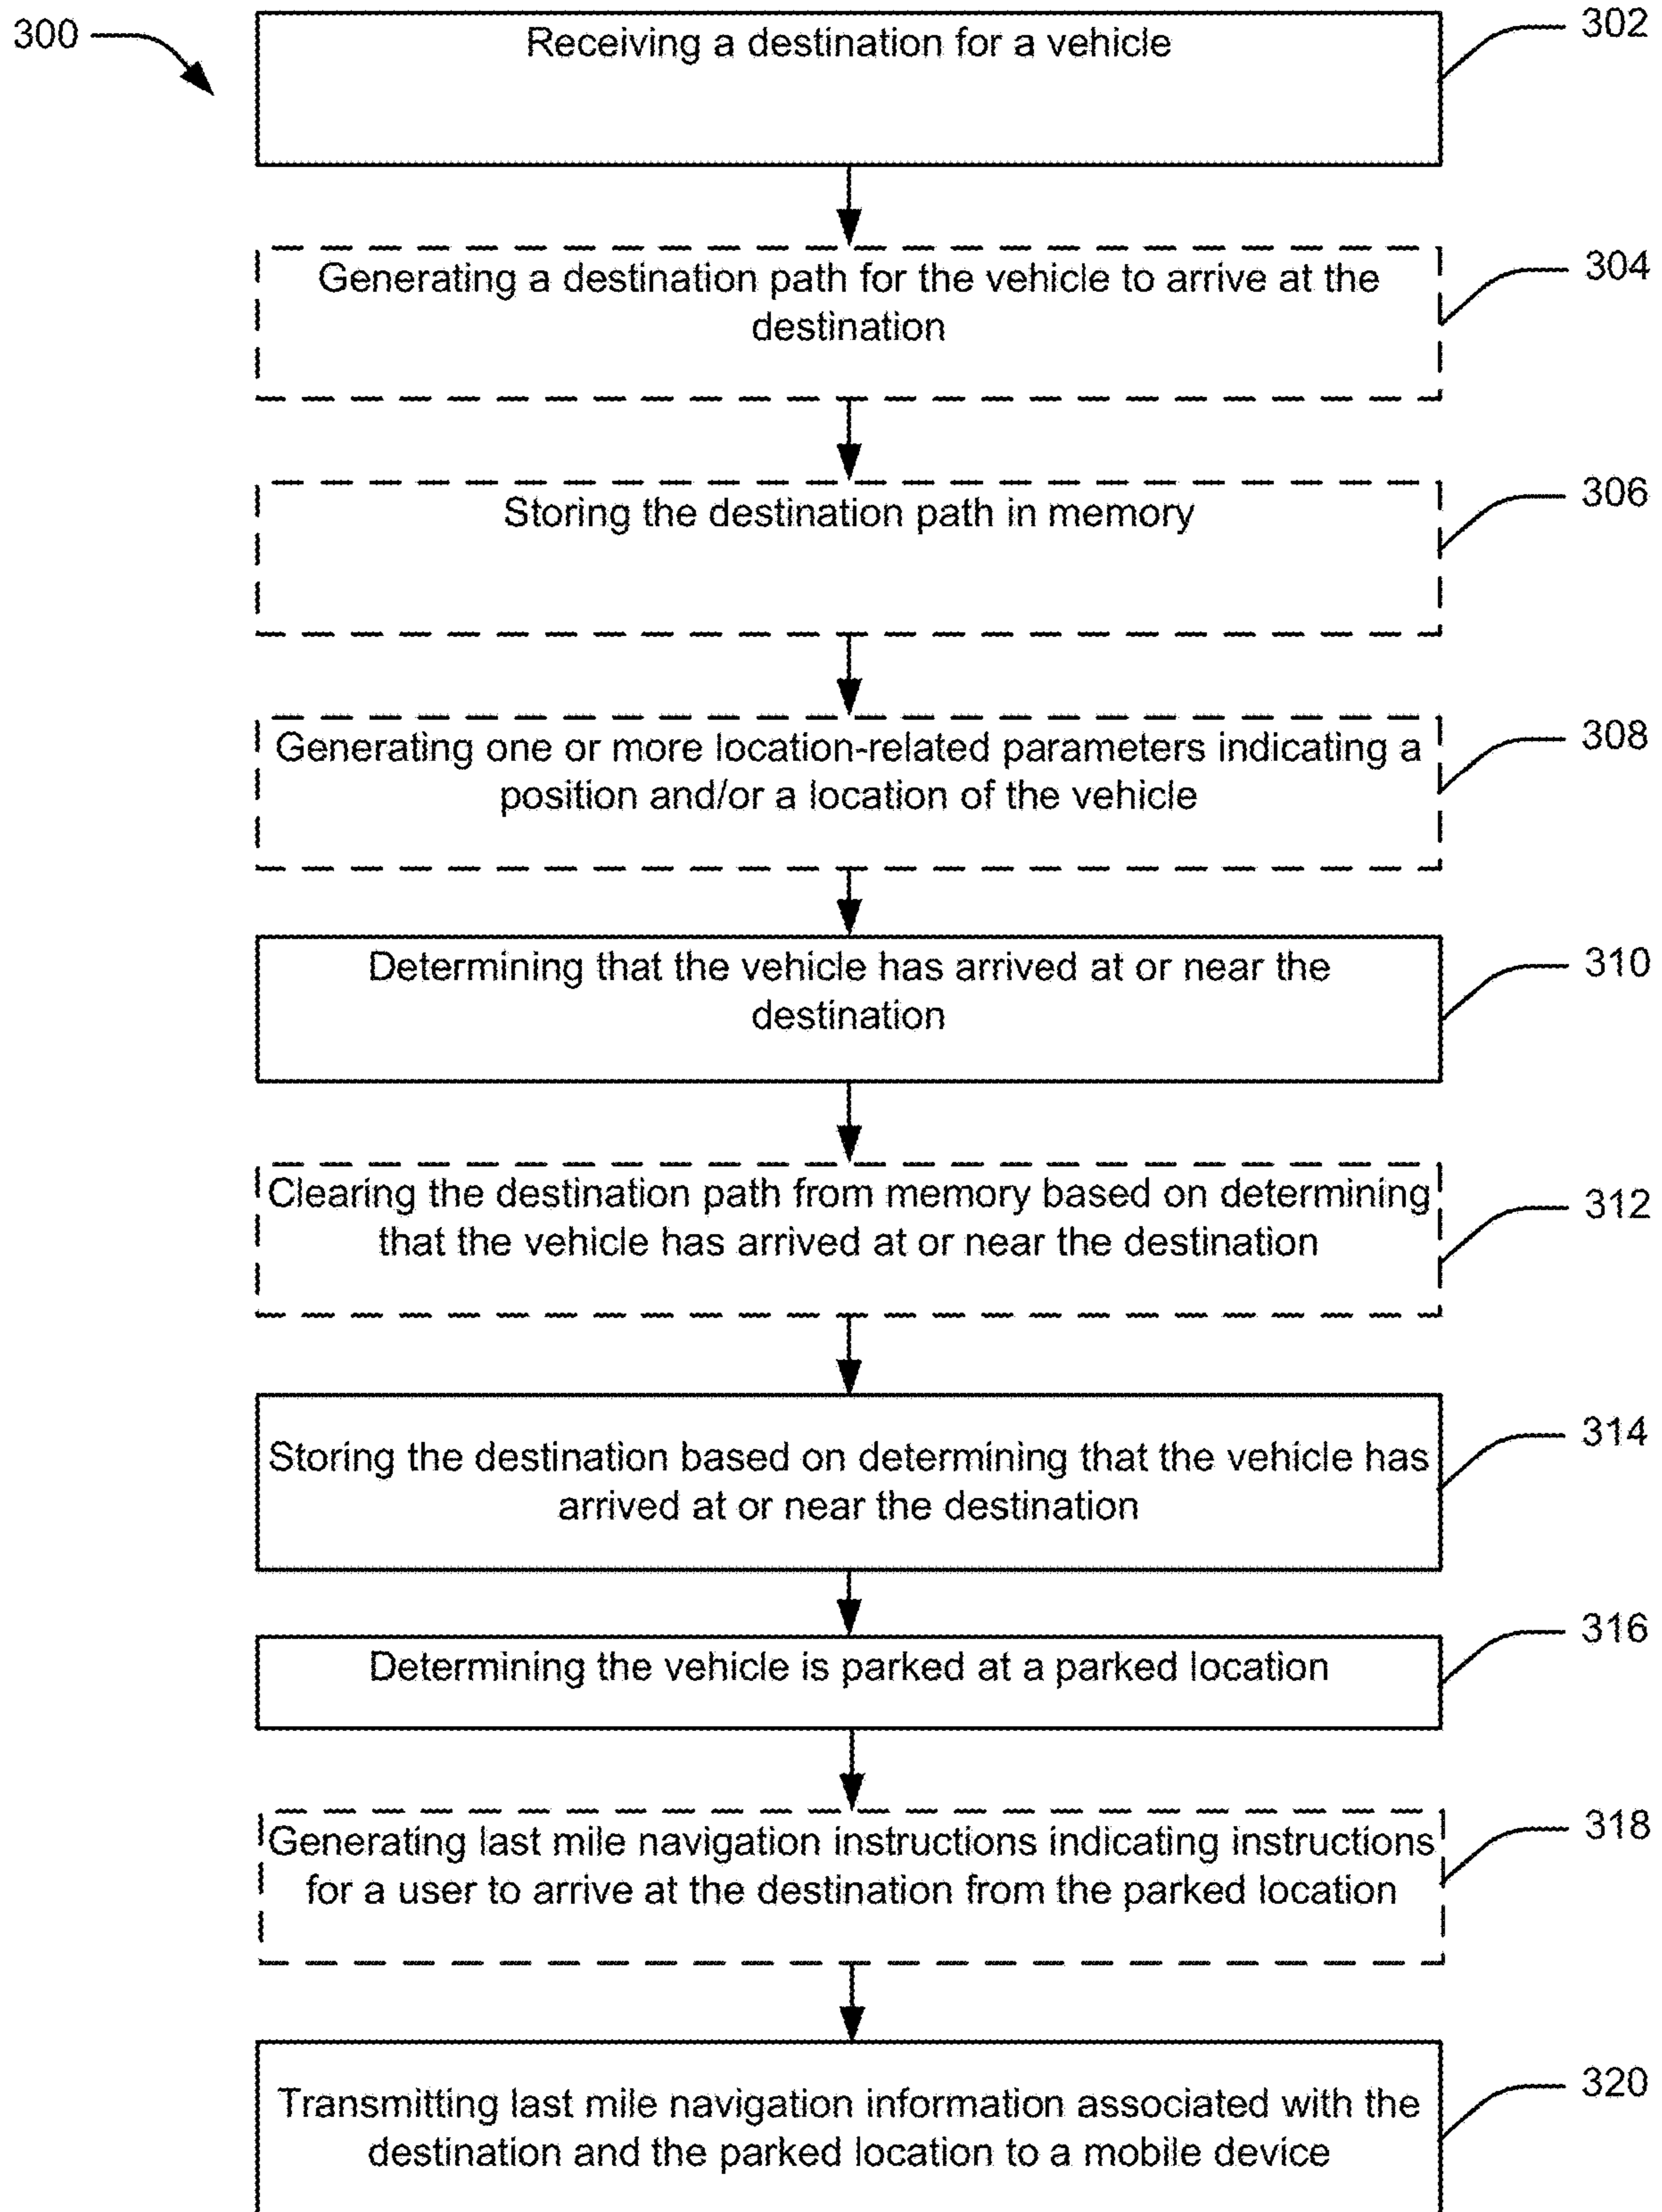 300
Receiving a destination for a vehicle
302
Generating a destination path for the vehicle to arrive at the
destination
304
Storing the destination path in memory
306
Generating one or more location-related parameters indicating a
position and/or a location of the vehicle
308
Determining that the vehicle has arrived at or near the
destination
310
Clearing the destination path from memory based on determining
that the vehicle has arrived at or near the destination
312
Storing the destination based on determining that the vehicle has
arrived at or near the destination
314
Determining the vehicle is parked at a parked location
316
Generating last mile navigation instructions indicating instructions
for a user to arrive at the destination from the parked location
318
Transmitting last mile navigation information associated with the
destination and the parked location to a mobile device
320